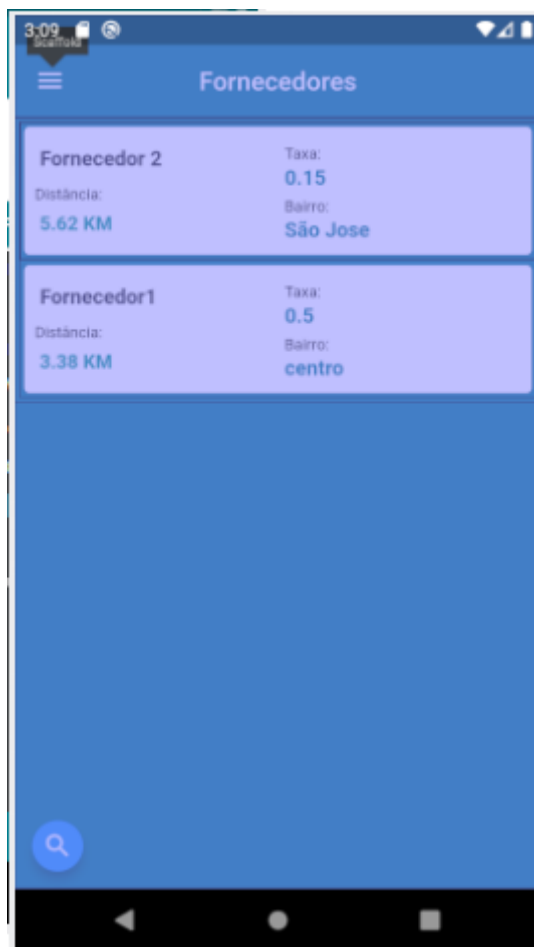 3:09
Scaffold
Fornecedores
Fornecedor 2
Distância:
5.62 KM
Taxa:
0.15
Bairro:
São Jose
Fornecedor1
Distância:
3.38 KM
Taxa:
0.5
Bairro:
centro